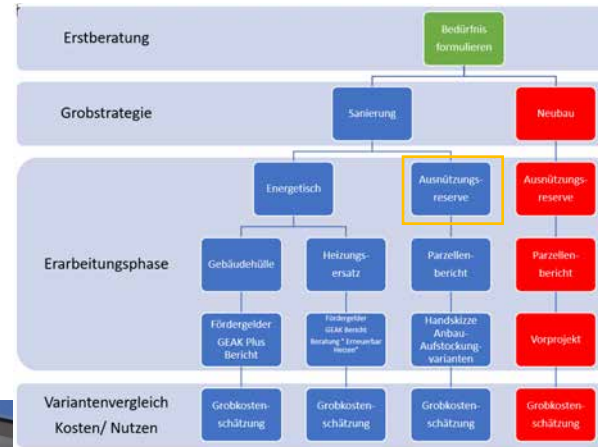 Erstberatung
Bedürfnis
formulieren
Grobstrategie
Sanierung
Neubau
Energetisch
Ausnützungs-
reserve
Ausnützungs-
reserve
Erarbeitungsphase
Gebäudehülle
Heizungs-
ersatz
Parzellen-
bericht
Parzellen-
bericht
Fördergelder
GEAK Plus
Bericht
Fördergelder
GEAK Bericht
Beratung " Erneuerbar
Heizen"
Handskizze
Anbau-
Aufstockung-
varianten
Vorprojekt
Variantenvergleich
Kosten/ Nutzen
Grobkosten-
schätzung
Grobkosten-
schätzung
Grobkosten-
schätzung
Grobkosten-
schätzung